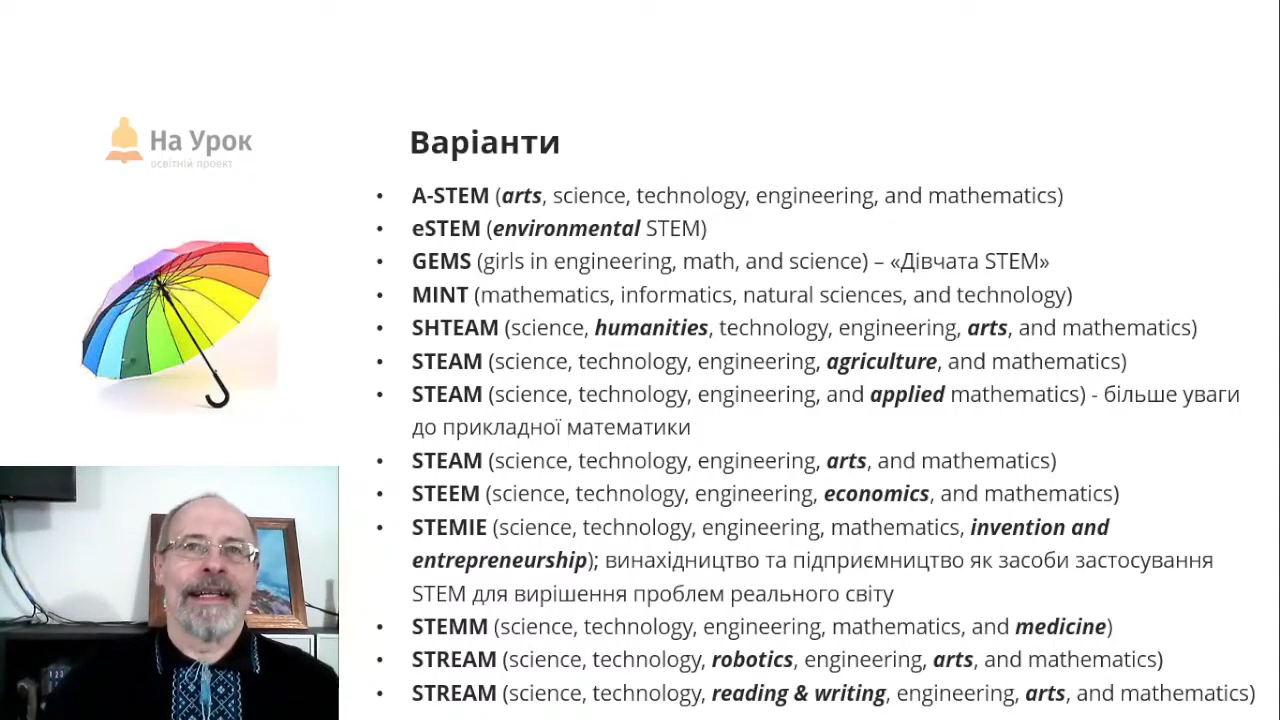 На Урок
освітній проект
Варіанти
• A-STEM (arts, science, technology, engineering, and mathematics)
• eSTEM (environmental STEM)
• GEMS (girls in engineering, math, and science) – «Дівчата STEM»
• MINT (mathematics, informatics, natural sciences, and technology)
• SHTEAM (science, humanities, technology, engineering, arts, and mathematics)
• STEAM (science, technology, engineering, agriculture, and mathematics)
• STEAM (science, technology, engineering, and applied mathematics) - більше уваги
до прикладної математики
• STEAM (science, technology, engineering, arts, and mathematics)
• STEEM (science, technology, engineering, economics, and mathematics)
• STEMIE (science, technology, engineering, mathematics, invention and
entrepreneurship); винахідництво та підприємництво як засоби застосування
STEM для вирішення проблем реального світу
• STEMM (science, technology, engineering, mathematics, and medicine)
• STREAM (science, technology, robotics, engineering, arts, and mathematics)
• STREAM (science, technology, reading & writing, engineering, arts, and mathematics)